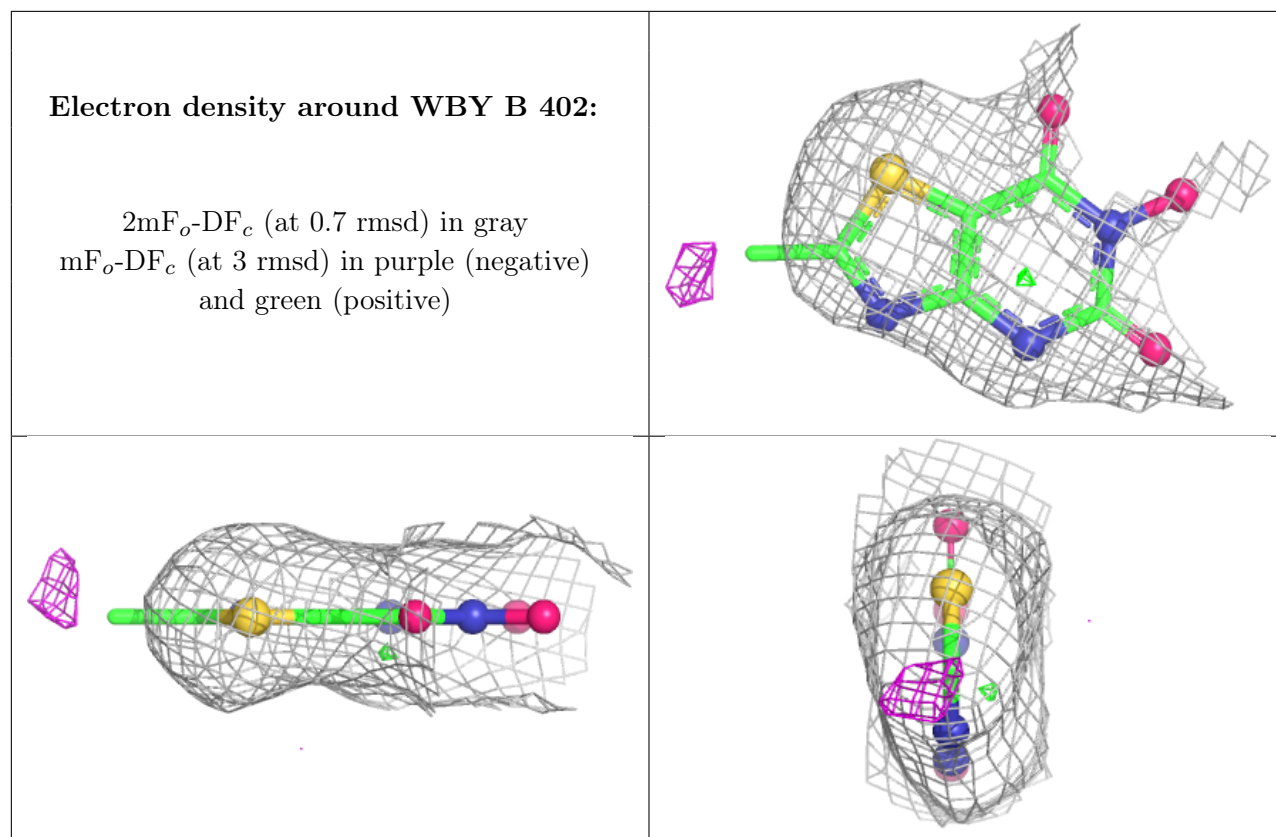 Electron density around WBY B 402:
2mFₒ-DF𝒸 (at 0.7 rmsd) in gray
mFₒ-DF𝒸 (at 3 rmsd) in purple (negative)
and green (positive)